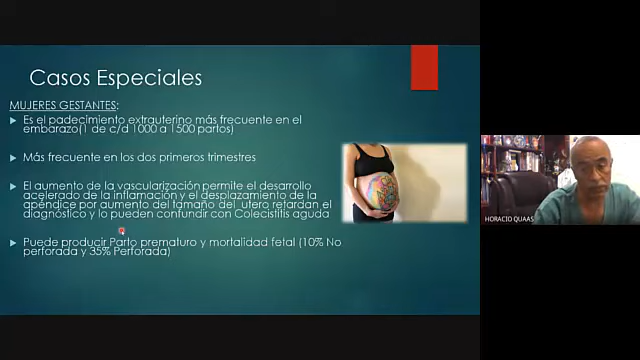 Casos Especiales
MUJERES GESTANTES:
Es el padecimiento extrauterino más frecuente en el
embarazo(1 de c/d 1000 a 1500 partos)
Más frecuente en los dos primeros trimestres
El aumento de la vascularización permite el desarrollo
acelerado de la inflamación y el desplazamiento de la
apéndice por aumento del tamaño del útero retardan el
diagnóstico y lo pueden confundir con Colecistitis aguda
Puede producir Parto prematuro y mortalidad fetal (10% No
perforada y 35% Perforada)
HORACIO QUAAS